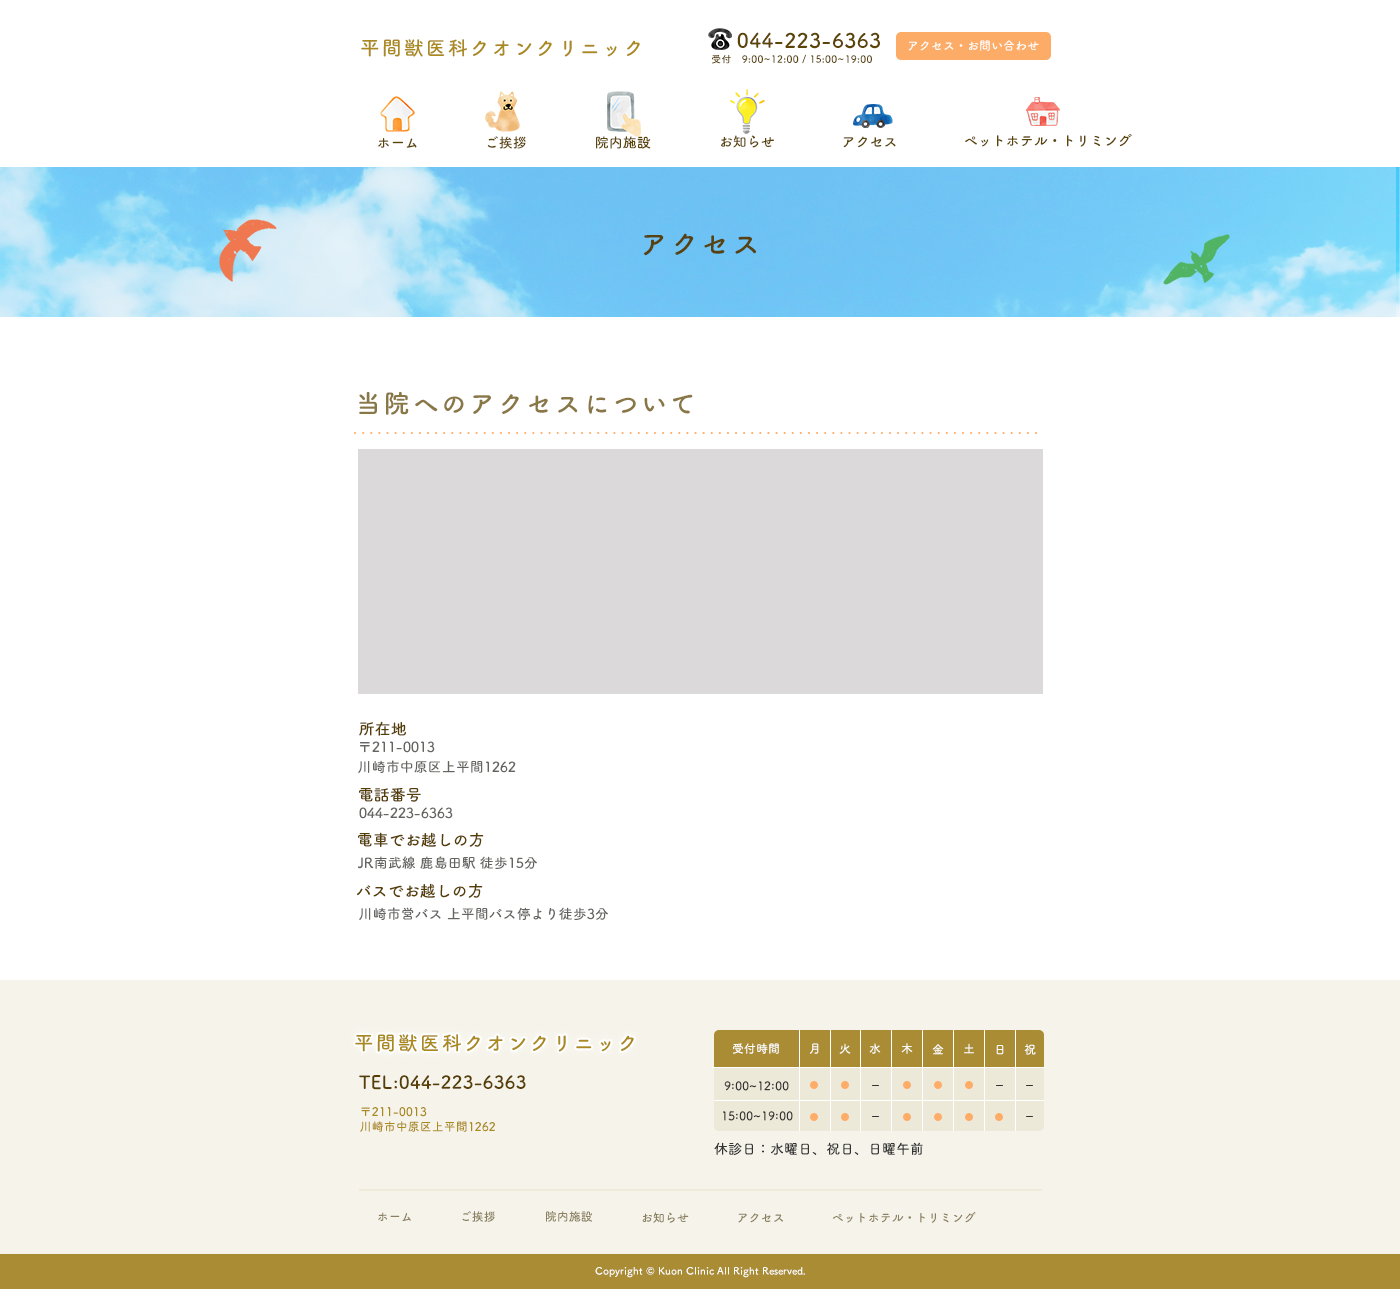 平間獣医科クオンクリニック
044-223-6363
受付 9:00~12:00 / 15:00~19:00
アクセス・お問い合わせ
ホーム
ご挨拶
院内施設
お知らせ
アクセス
ペットホテル・トリミング
アクセス
当院へのアクセスについて
所在地
〒211-0013
川崎市中原区上平間1262
電話番号
044-223-6363
電車でお越しの方
JR南武線 鹿島田駅 徒歩15分
バスでお越しの方
川崎市営バス 上平間バス停より徒歩3分
平間獣医科クオンクリニック
TEL:044-223-6363
〒211-0013
川崎市中原区上平間1262
受付時間 月 火 水 木 金 土 日 祝
9:00~12:00 ● ● – ● ● ● – –
15:00~19:00 ● ● – ● ● ● ● –
休診日：水曜日、祝日、日曜午前
ホーム
ご挨拶
院内施設
お知らせ
アクセス
ペットホテル・トリミング
Copyright © Kuon Clinic All Right Reserved.